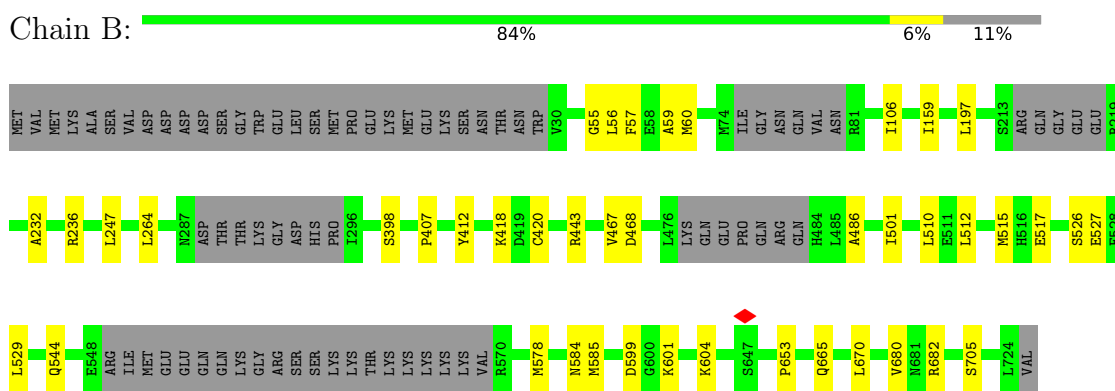 Chain B:
84% 6% 11%
MET VAL MET LYS ALA SER VAL ASP ASP ASP ASP SER GLY TRP GLU LEU SER MET PRO GLU LYS MET GLU LYS SER ASN THR ASN TRP V30 G55 L56 F57 E58 A59 M60 M74 ILE GLY ASN GLN VAL ASN R81 I106 I159 L197 S213 ARG GLN GLY GLU GLU R219
A232 R236 L247 L264 N287 ASP THR THR LYS GLY ASP HIS PRO I296 S398 P407 Y412 K418 D419 C420 R443 V467 D468 L476 LYS GLN GLU PRO GLN ARG GLN H484 L485 A486 I501 L510 E511 L512 M515 H516 E517 S526 E527 E528
L529 Q544 E548 ARG ILE MET GLU GLU GLN GLN LYS GLY ARG SER SER LYS LYS THR LYS LYS LYS LYS LYS VAL R570 M578 N584 M585 D599 G600 K601 K604 S647 P653 Q665 L670 V680 N681 R682 S705 L724 VAL